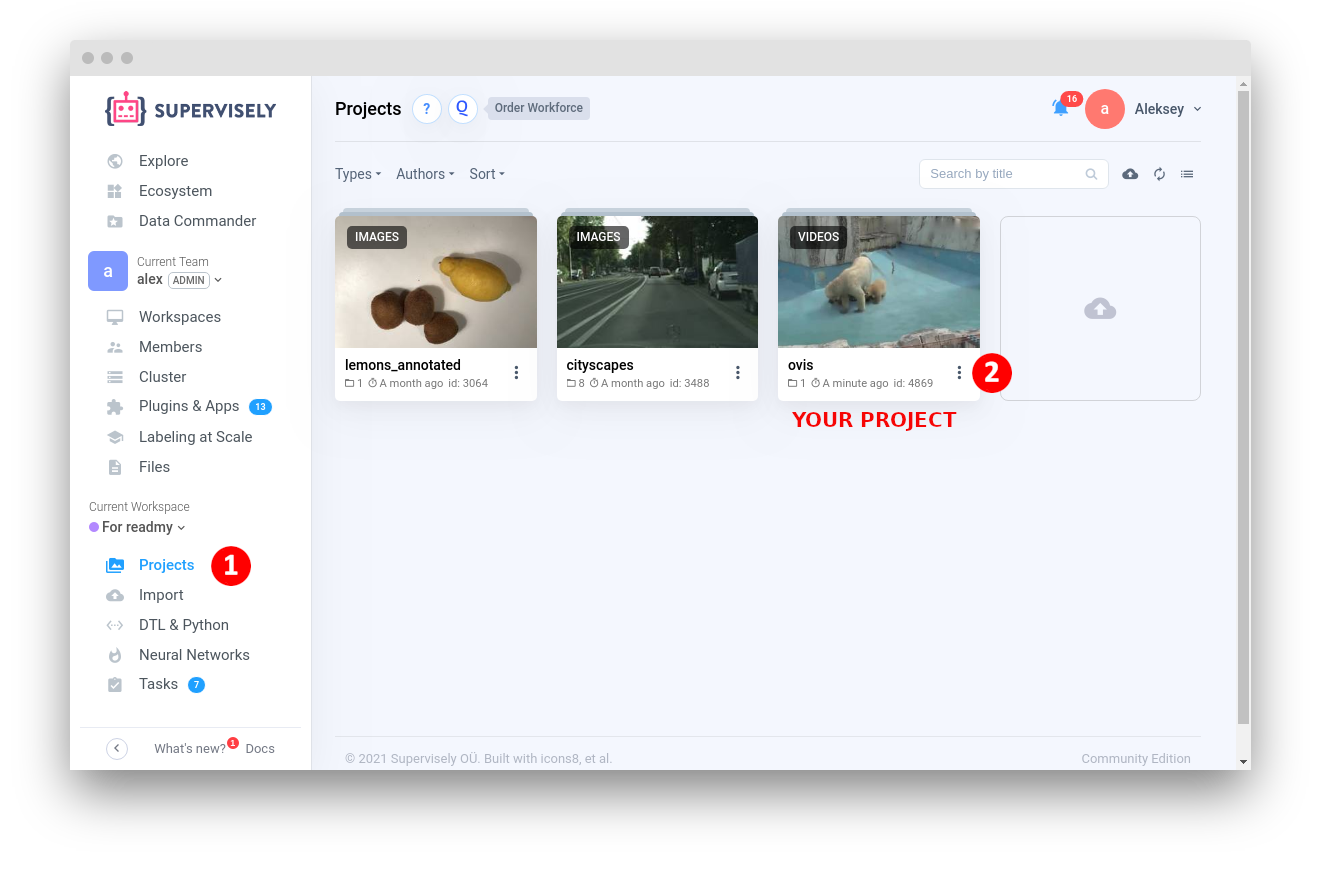 SUPERVISELY
Explore
Ecosystem
Data Commander
a
Current Team
alex ADMIN
Workspaces
Members
Cluster
Plugins & Apps 13
Labeling at Scale
Files
Current Workspace
For readmy
Projects 1
Import
DTL & Python
Neural Networks
Tasks 7
What's new? 1 Docs
Projects ? Q Order Workforce
16 a Aleksey
Types Authors Sort
Search by title
IMAGES
lemons_annotated
1 A month ago id: 3064
IMAGES
cityscapes
8 A month ago id: 3488
VIDEOS
ovis
1 A minute ago id: 4869
2
YOUR PROJECT
© 2021 Supervisely OÜ. Built with icons8, et al.
Community Edition